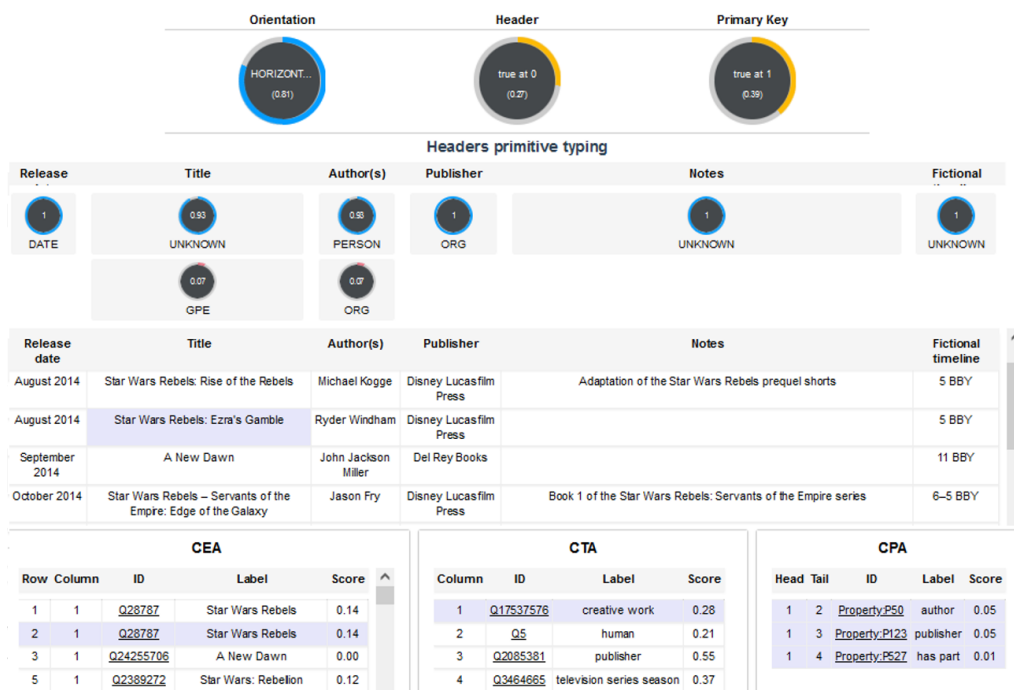 Orientation Header Primary Key
HORIZONT... true at 0 true at 1
(0.81) (0.27) (0.39)
Headers primitive typing
Release Title Author(s) Publisher Notes Fictional
1 0.93 0.93 1 1 1
DATE UNKNOWN PERSON ORG UNKNOWN UNKNOWN
0.07 0.07
GPE ORG
Release Title Author(s) Publisher Notes Fictional
date timeline
August 2014 Star Wars Rebels: Rise of the Rebels Michael Kogge Disney Lucasfilm Adaptation of the Star Wars Rebels prequel shorts 5 BBY
Press
August 2014 Star Wars Rebels: Ezra's Gamble Ryder Windham Disney Lucasfilm 5 BBY
Press
September A New Dawn John Jackson Del Rey Books 11 BBY
2014 Miller
October 2014 Star Wars Rebels – Servants of the Jason Fry Disney Lucasfilm Book 1 of the Star Wars Rebels: Servants of the Empire series 6–5 BBY
Empire: Edge of the Galaxy Press
CEA CTA CPA
Row Column ID Label Score Column ID Label Score Head Tail ID Label Score
1 1 Q28787 Star Wars Rebels 0.14 1 Q17537576 creative work 0.28 1 2 Property:P50 author 0.05
2 1 Q28787 Star Wars Rebels 0.14 2 Q5 human 0.21 1 3 Property:P123 publisher 0.05
3 1 Q24255706 A New Dawn 0.00 3 Q2085381 publisher 0.55 1 4 Property:P527 has part 0.01
5 1 Q2389272 Star Wars: Rebellion 0.12 4 Q3464665 television series season 0.37